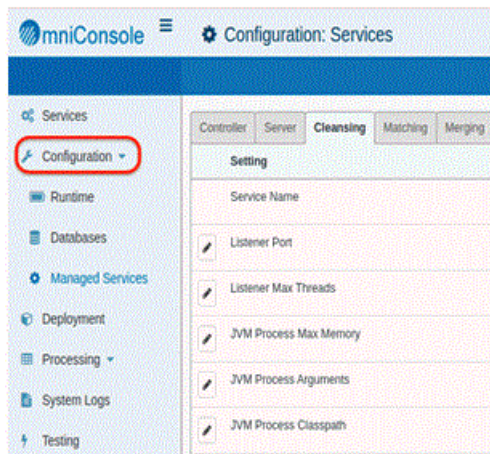 OmniConsole
Configuration: Services
Services
Configuration
Runtime
Databases
Managed Services
Deployment
Processing
System Logs
Testing
Controller Server Cleansing Matching Merging
Setting
Service Name
Listener Port
Listener Max Threads
JVM Process Max Memory
JVM Process Arguments
JVM Process Classpath